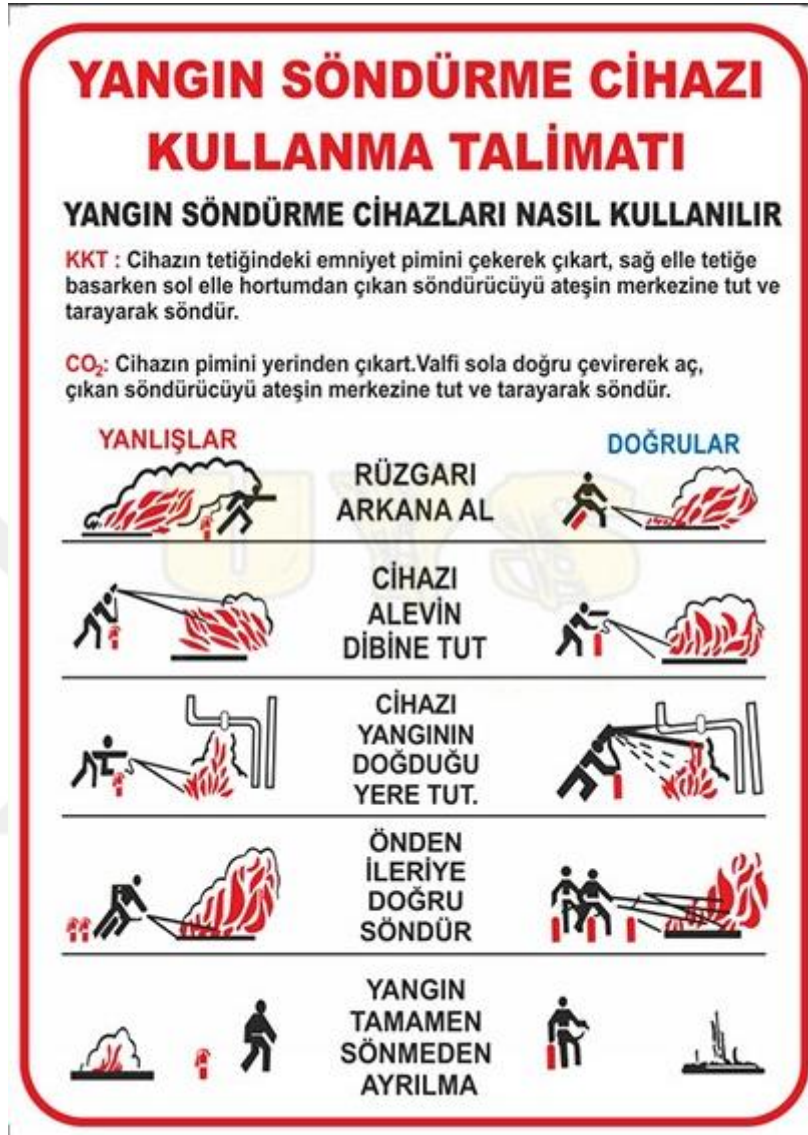 YANGIN SÖNDÜRME CİHAZI
KULLANMA TALİMATI
YANGIN SÖNDÜRME CİHAZLARI NASIL KULLANILIR
KKT : Cihazın tetiğindeki emniyet pimini çekerek çıkart, sağ elle tetiğe
basarken sol elle hortumdan çıkan söndürücüyü ateşin merkezine tut ve
tarayarak söndür.
CO₂: Cihazın pimini yerinden çıkart.Valfi sola doğru çevirerek aç,
çıkan söndürücüyü ateşin merkezine tut ve tarayarak söndür.
YANLIŞLAR
DOĞRULAR
RÜZGARI
ARKANA AL
CİHAZI
ALEVİN
DİBİNE TUT
CİHAZI
YANGININ
DOĞDUĞU
YERE TUT.
ÖNDEN
İLERİYE
DOĞRU
SÖNDÜR
YANGIN
TAMAMEN
SÖNMEDEN
AYRILMA
UYS